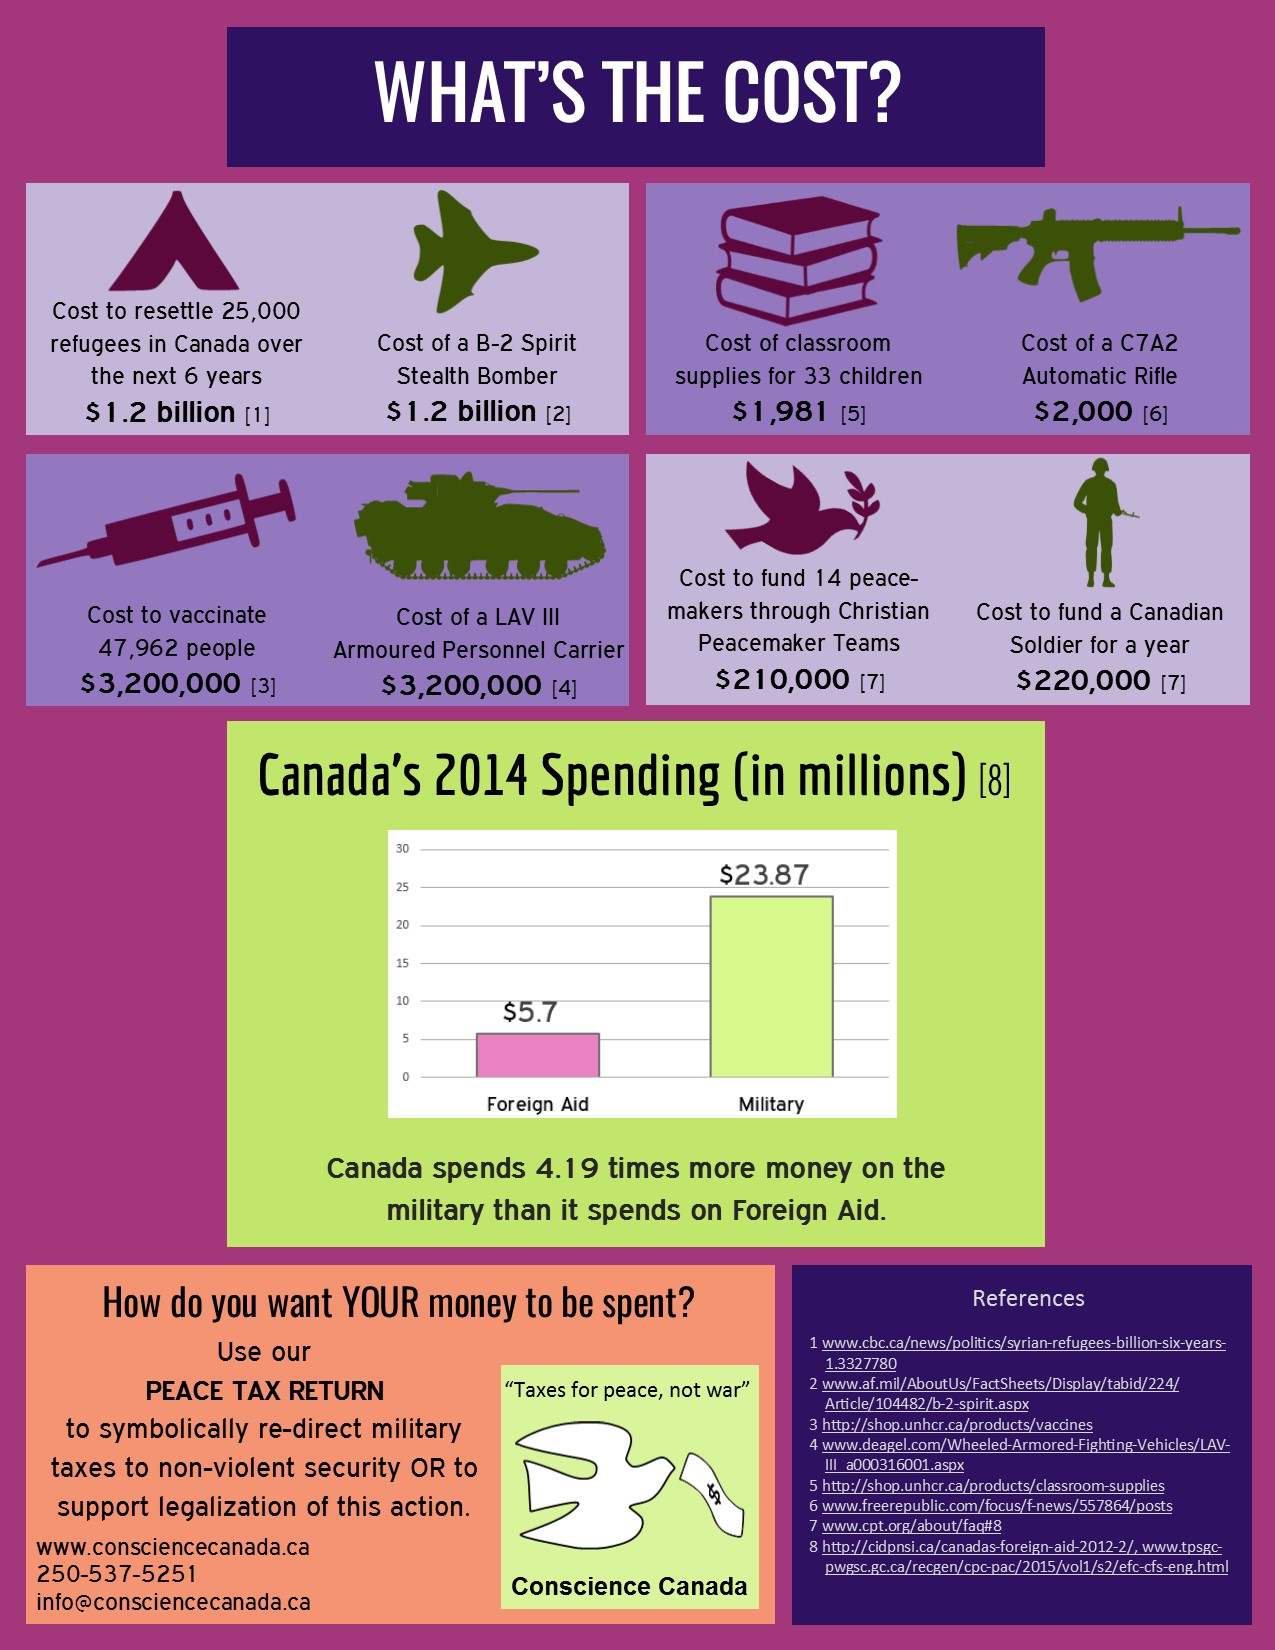 WHAT'S THE COST?
Cost to resettle 25,000
refugees in Canada over
the next 6 years
$1.2 billion [1]
Cost of a B-2 Spirit
Stealth Bomber
$1.2 billion [2]
Cost of classroom
supplies for 33 children
$1,981 [5]
Cost of a C7A2
Automatic Rifle
$2,000 [6]
Cost to vaccinate
47,962 people
$3,200,000 [3]
Cost of a LAV III
Armoured Personnel Carrier
$3,200,000 [4]
Cost to fund 14 peace-
makers through Christian
Peacemaker Teams
$210,000 [7]
Cost to fund a Canadian
Soldier for a year
$220,000 [7]
Canada's 2014 Spending (in millions) [8]
30
25
20
15
10
5
0
$5.7
$23.87
Foreign Aid
Military
Canada spends 4.19 times more money on the
military than it spends on Foreign Aid.
How do you want YOUR money to be spent?
Use our
PEACE TAX RETURN
to symbolically re-direct military
taxes to non-violent security OR to
support legalization of this action.
www.consciencecanada.ca
250-537-5251
info@consciencecanada.ca
“Taxes for peace, not war”
$
Conscience Canada
References
1 www.cbc.ca/news/politics/syrian-refugees-billion-six-years-
1.3327780
2 www.af.mil/AboutUs/FactSheets/Display/tabid/224/
Article/104482/b-2-spirit.aspx
3 http://shop.unhcr.ca/products/vaccines
4 www.deagel.com/Wheeled-Armored-Fighting-Vehicles/LAV-
III_a000316001.aspx
5 http://shop.unhcr.ca/products/classroom-supplies
6 www.freerepublic.com/focus/f-news/557864/posts
7 www.cpt.org/about/faq#8
8 http://cidpnsi.ca/canadas-foreign-aid-2012-2/, www.tpsgc-
pwgsc.gc.ca/recgen/cpc-pac/2015/vol1/s2/efc-cfs-eng.html